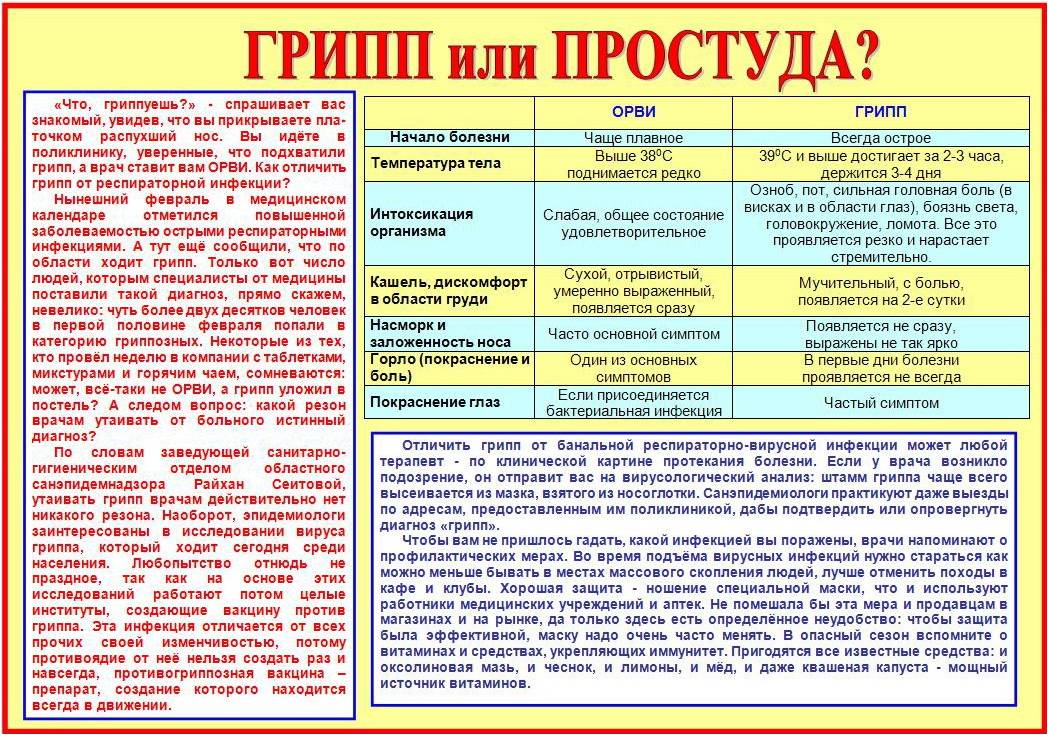 ГРИПП или ПРОСТУДА?
«Что, гриппуешь?» - спрашивает вас
знакомый, увидев, что вы прикрываете пла-
точком распухший нос. Вы идёте в
поликлинику, уверенные, что подхватили
грипп, а врач ставит вам ОРВИ. Как отличить
грипп от респираторной инфекции?
Нынешний февраль в медицинском
календаре отметился повышенной
заболеваемостью острыми респираторными
инфекциями. А тут ещё сообщили, что по
области ходит грипп. Только вот число
людей, которым специалисты от медицины
поставили такой диагноз, прямо скажем,
невелико: чуть более двух десятков человек
в первой половине февраля попали в
категорию гриппозных. Некоторые из тех,
кто провёл неделю в компании с таблетками,
микстурами и горячим чаем, сомневаются:
может, всё-таки не ОРВИ, а грипп уложил в
постель? А следом вопрос: какой резон
врачам утаивать от больного истинный
диагноз?
По словам заведующей санитарно-
гигиеническим отделом областного
санэпидемнадзора Райхан Сеитовой,
утаивать грипп врачам действительно нет
никакого резона. Наоборот, эпидемиологи
заинтересованы в исследовании вируса
гриппа, который ходит сегодня среди
населения. Любопытство отнюдь не
праздное, так как на основе этих
исследований работают потом целые
институты, создающие вакцину против
гриппа. Эта инфекция отличается от всех
прочих своей изменчивостью, потому
противоядие от неё нельзя создать раз и
навсегда, противогриппозная вакцина –
препарат, создание которого находится
всегда в движении.
ОРВИ ГРИПП
Начало болезни Чаще плавное Всегда острое
Температура тела
Выше 38⁰С
поднимается редко
39⁰С и выше достигает за 2-3 часа,
держится 3-4 дня
Интоксикация
организма
Слабая, общее состояние
удовлетворительное
Озноб, пот, сильная головная боль (в
висках и в области глаз), боязнь света,
головокружение, ломота. Все это
проявляется резко и нарастает
стремительно.
Кашель, дискомфорт
в области груди
Сухой, отрывистый,
умеренно выраженный,
появляется сразу
Мучительный, с болью,
появляется на 2-е сутки
Насморк и
заложенность носа
Часто основной симптом
Появляется не сразу,
выражены не так ярко
Горло (покраснение и
боль)
Один из основных
симптомов
В первые дни болезни
проявляется не всегда
Покраснение глаз
Если присоединяется
бактериальная инфекция
Частый симптом
Отличить грипп от банальной респираторно-вирусной инфекции может любой
терапевт - по клинической картине протекания болезни. Если у врача возникло
подозрение, он отправит вас на вирусологический анализ: штамм гриппа чаще всего
высеивается из мазка, взятого из носоглотки. Санэпидемиологи практикуют даже выезды
по адресам, предоставленным им поликлиникой, дабы подтвердить или опровергнуть
диагноз «грипп».
Чтобы вам не пришлось гадать, какой инфекцией вы поражены, врачи напоминают о
профилактических мерах. Во время подъёма вирусных инфекций нужно стараться как
можно меньше бывать в местах массового скопления людей, лучше отменить походы в
кафе и клубы. Хорошая защита - ношение специальной маски, что и используют
работники медицинских учреждений и аптек. Не помешала бы эта мера и продавцам в
магазинах и на рынке, да только здесь есть определённое неудобство: чтобы защита
была эффективной, маску надо очень часто менять. В опасный сезон вспомните о
витаминах и средствах, укрепляющих иммунитет. Пригодятся все известные средства: и
оксолиновая мазь, и чеснок, и лимоны, и мёд, и даже квашеная капуста - мощный
источник витаминов.